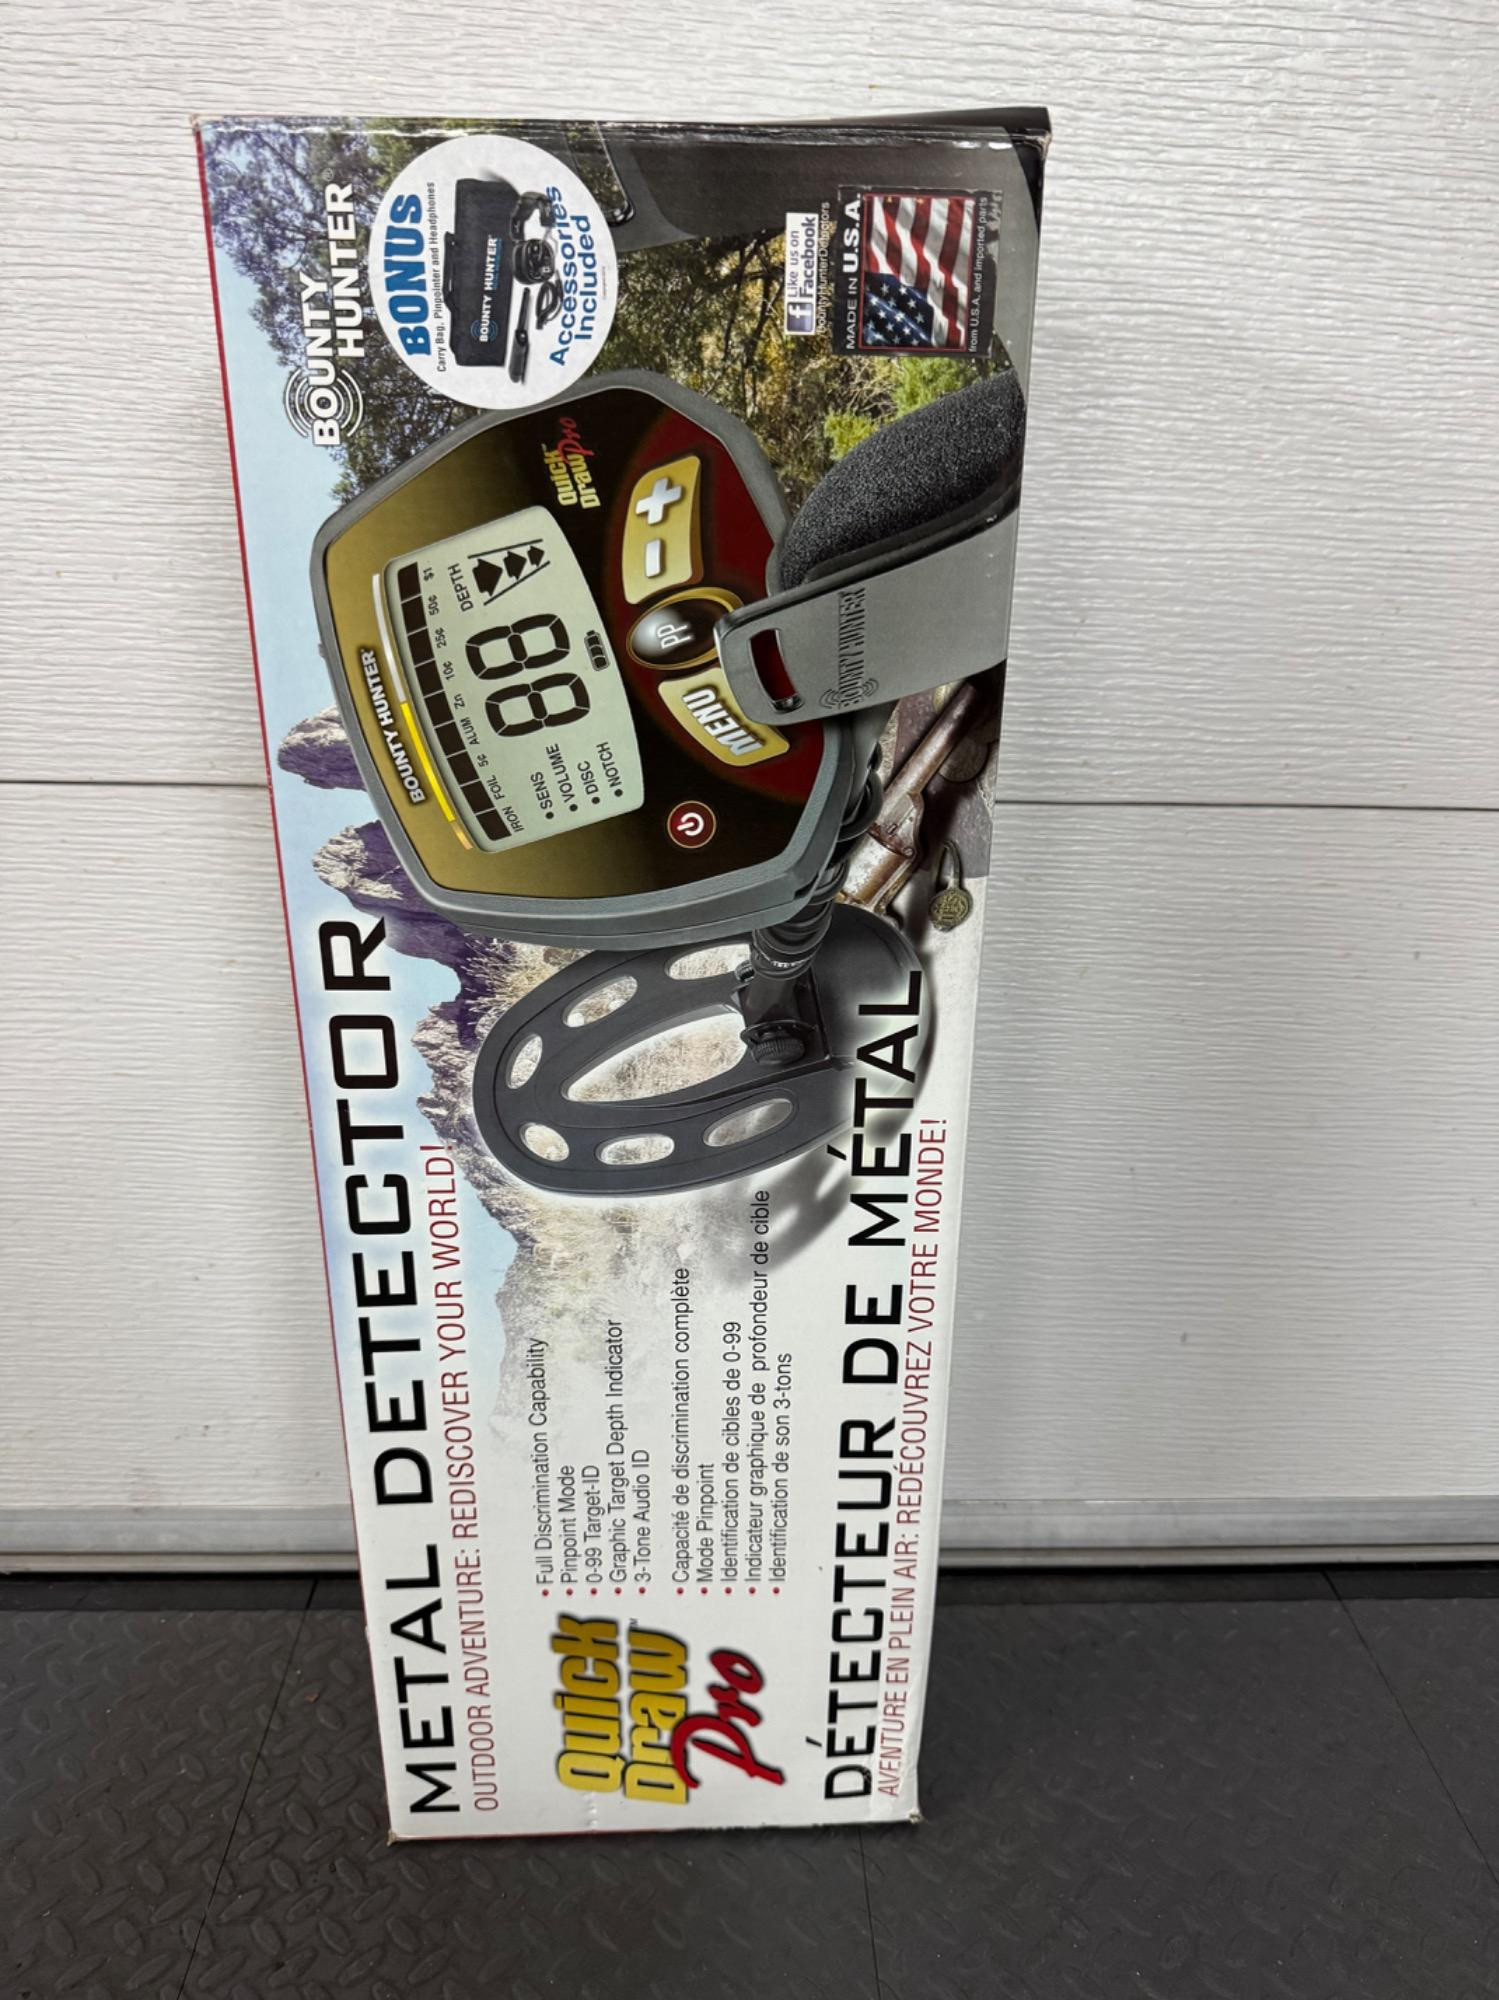 METAL DETECTOR
OUTDOOR ADVENTURE: REDISCOVER YOUR WORLD!
BOUNTY
HUNTER®
BONUS
Carry Bag, Pinpointer and Headphones
BOUNTY HUNTER
Accessories
Included
Quick
Draw™
Pro
• Full Discrimination Capability
• Pinpoint Mode
• 0-99 Target-ID
• Graphic Target Depth Indicator
• 3-Tone Audio ID
• Capacité de discrimination complète
• Mode Pinpoint
• Identification de cibles de 0-99
• Indicateur graphique de profondeur de cible
• Identification de son 3-tons
BOUNTY HUNTER
IRON FOIL 5¢ ALUM Zn 10¢ 25¢ 50¢ $1
• SENS
• VOLUME
• DISC
• NOTCH
88
DEPTH
Quick
Draw Pro
MENU
PP
- +
BOUNTY HUNTER
f Like us on
Facebook
BountyHunterDetectors
MADE IN U.S.A.
from U.S.A. and imported parts
DÉTECTEUR DE MÉTAL
AVENTURE EN PLEIN AIR: REDÉCOUVREZ VOTRE MONDE!